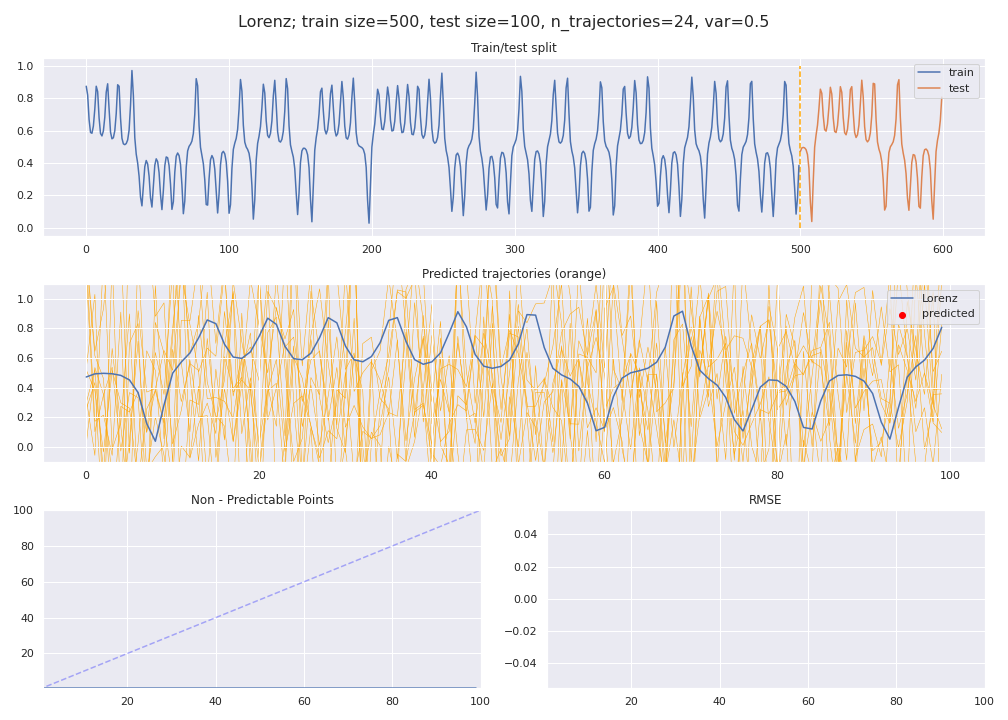 Lorenz; train size=500, test size=100, n_trajectories=24, var=0.5
Train/test split
1.0
0.8
0.6
0.4
0.2
0.0
train
test
0 100 200 300 400 500 600
Predicted trajectories (orange)
1.0
0.8
0.6
0.4
0.2
0.0
Lorenz
predicted
0 20 40 60 80 100
Non - Predictable Points
100
80
60
40
20
20 40 60 80 100
RMSE
0.04
0.02
0.00
−0.02
−0.04
20 40 60 80 100